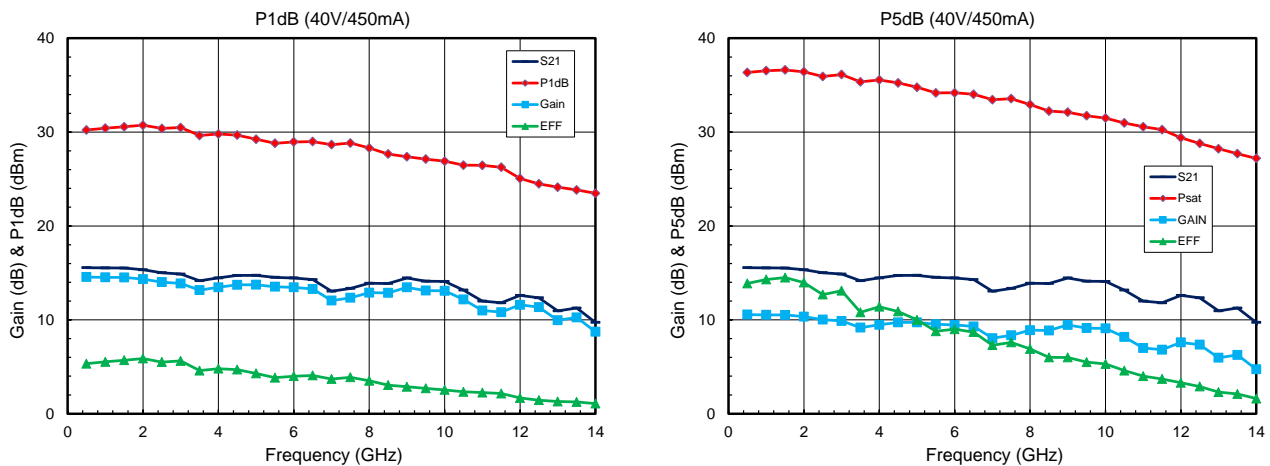 P1dB (40V/450mA)
Gain (dB) & P1dB (dBm)
40
30
20
10
0
S21
P1dB
Gain
EFF
0 2 4 6 8 10 12 14
Frequency (GHz)
P5dB (40V/450mA)
Gain (dB) & P5dB (dBm)
40
30
20
10
0
S21
Psat
GAIN
EFF
0 2 4 6 8 10 12 14
Frequency (GHz)